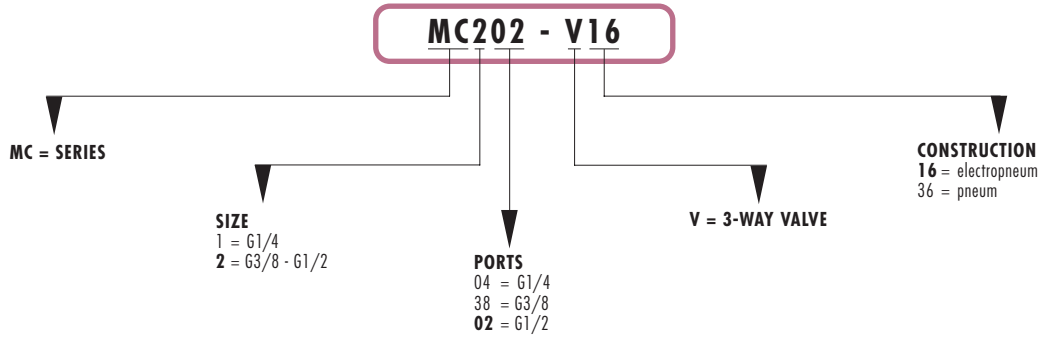 MC202 - V16
MC = SERIES
SIZE
1 = G1/4
2 = G3/8 - G1/2
PORTS
04 = G1/4
38 = G3/8
02 = G1/2
V = 3-WAY VALVE
CONSTRUCTION
16 = electropneum
36 = pneum